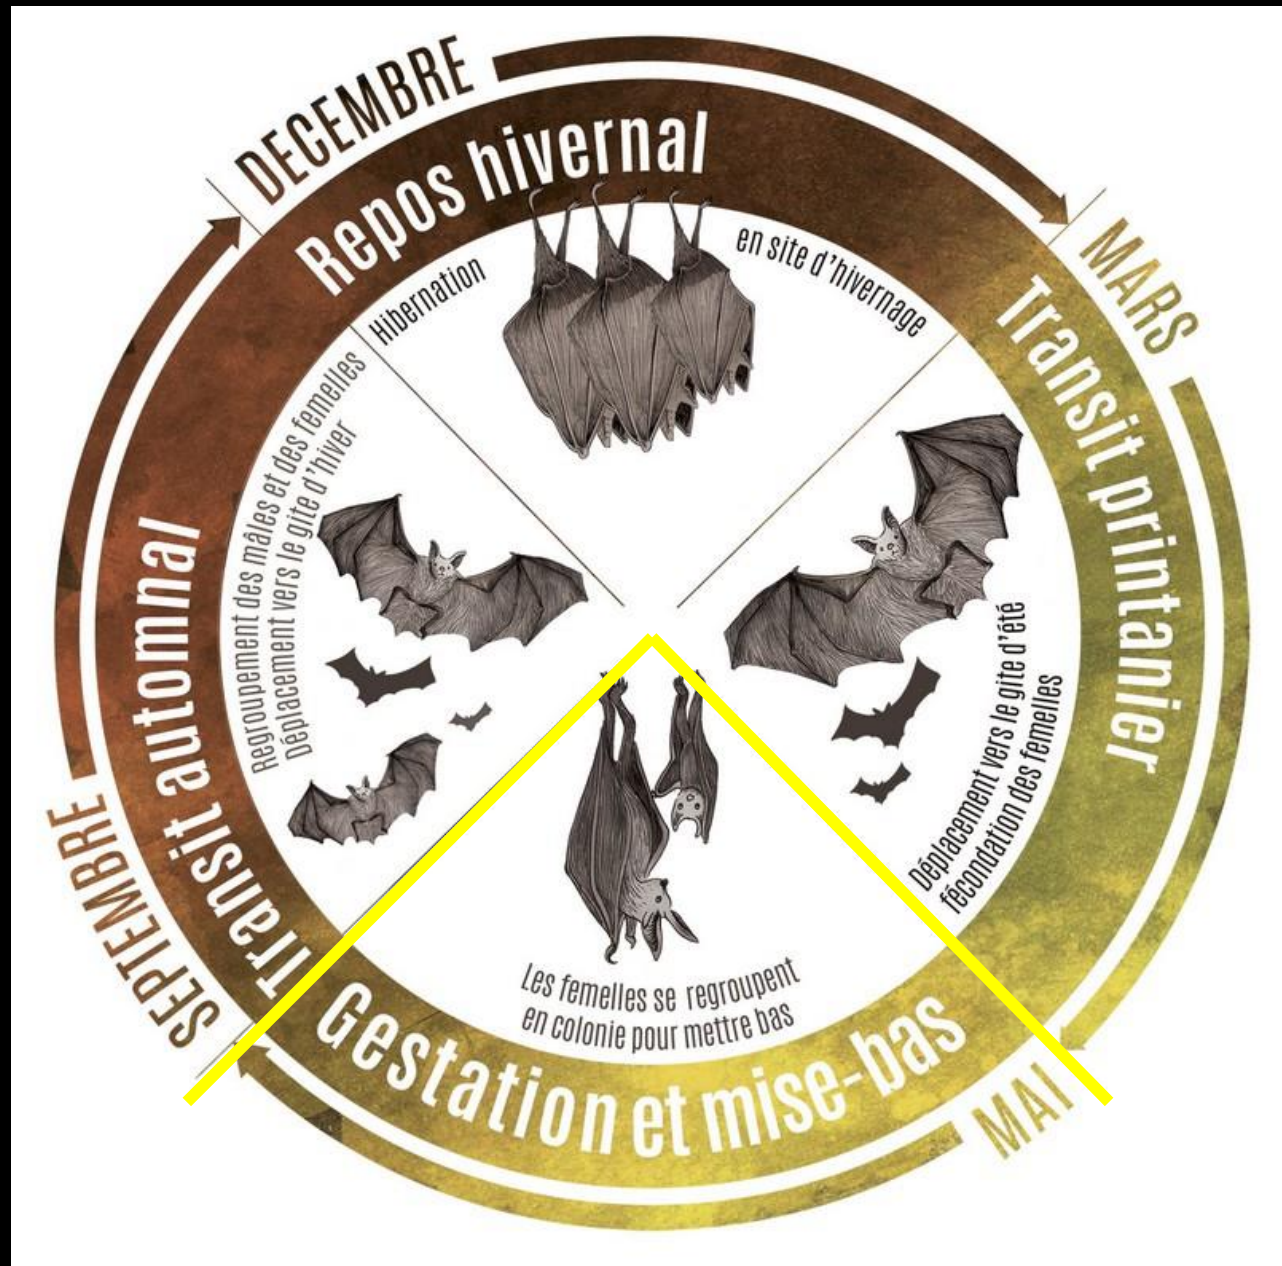 DECEMBRE
Repos hivernal
Hibernation
en site d'hivernage
MARS
Transit printanier
Déplacement vers le gite d'été
fécondation des femelles
MAI
Gestation et mise-bas
Les femelles se regroupent
en colonie pour mettre bas
SEPTEMBRE
Transit automnal
Regroupement des mâles et des femelles
Déplacement vers le gite d'hiver